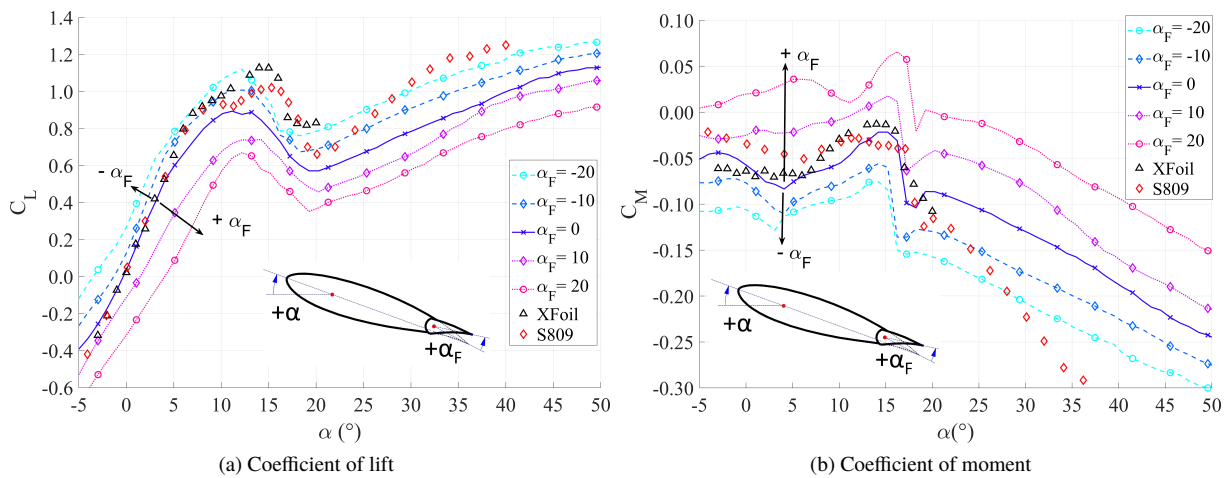 1.4
1.2
1.0
0.8
0.6
0.4
0.2
0.0
-0.2
-0.4
-0.6
C_L
-5 0 5 10 15 20 25 30 35 40 45 50
α (°)
- α_F
+ α_F
+α
+α_F
α_F= -20
α_F= -10
α_F= 0
α_F= 10
α_F= 20
XFoil
S809
(a) Coefficient of lift
0.10
0.05
0.00
-0.05
-0.10
-0.15
-0.20
-0.25
-0.30
C_M
-5 0 5 10 15 20 25 30 35 40 45 50
α(°)
+ α_F
- α_F
+α
+α_F
α_F= -20
α_F= -10
α_F= 0
α_F= 10
α_F= 20
XFoil
S809
(b) Coefficient of moment